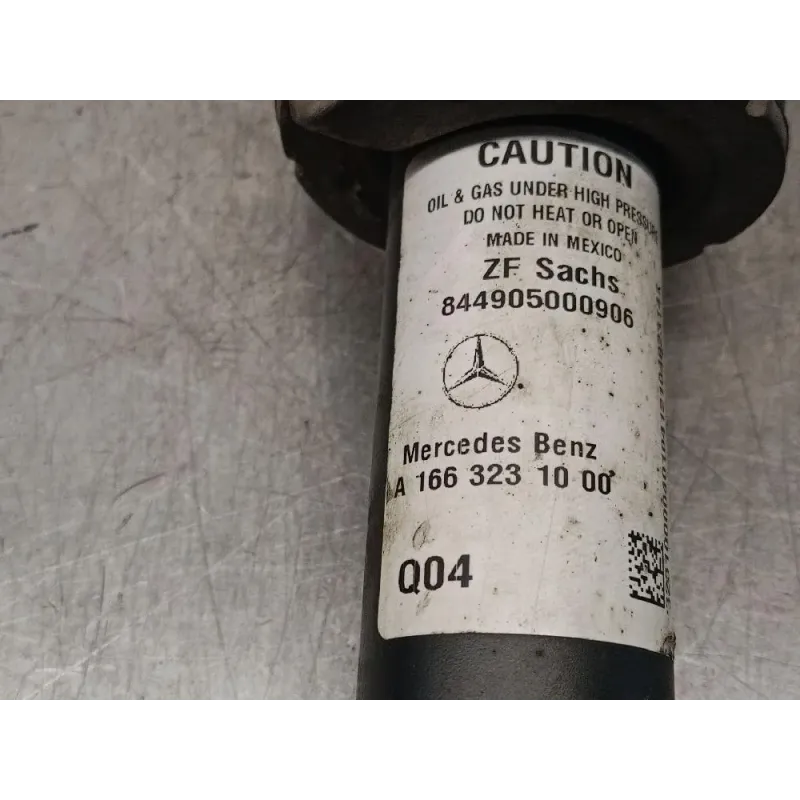 CAUTION
OIL & GAS UNDER HIGH PRESSURE
DO NOT HEAT OR OPEN
MADE IN MEXICO
ZF Sachs
844905000906
Mercedes Benz
A 166 323 10 00
Q04